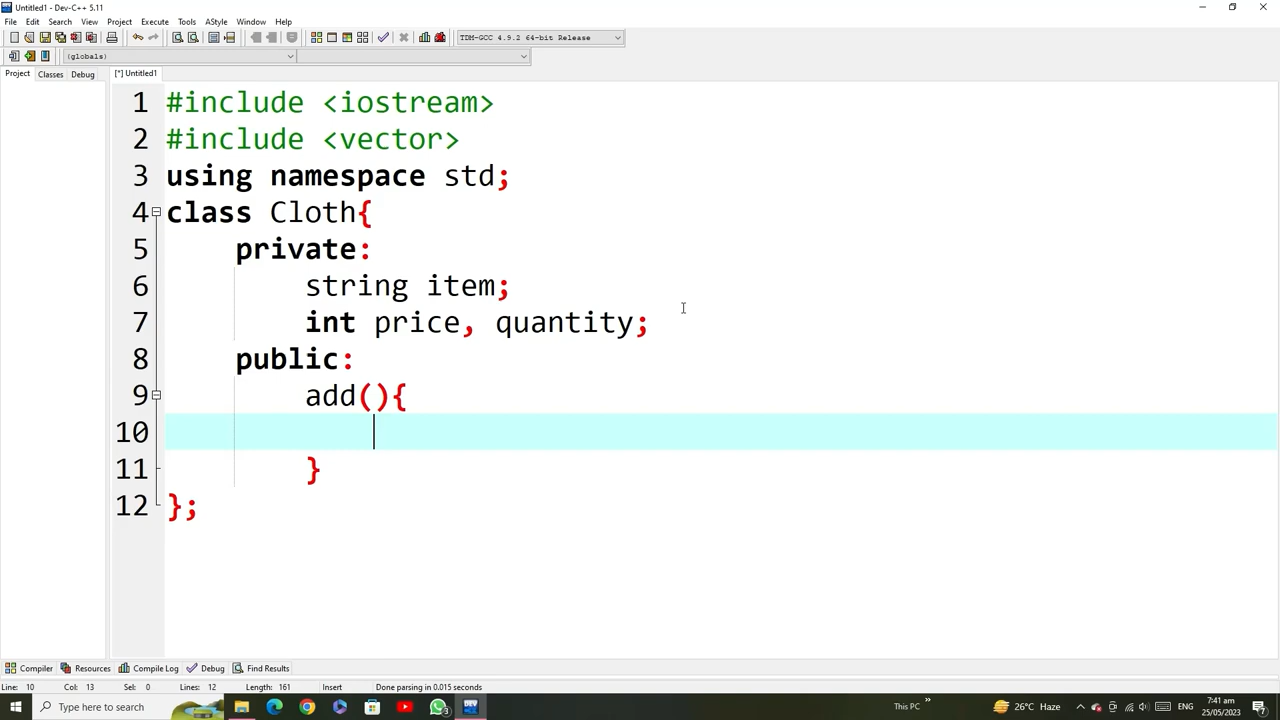 Untitled1 - Dev-C++ 5.11
File Edit Search View Project Execute Tools AStyle Window Help
TDM-GCC 4.9.2 64-bit Release
(globals)
Project Classes Debug [*] Untitled1
1 #include <iostream>
2 #include <vector>
3 using namespace std;
4 class Cloth{
5 private:
6 string item;
7 int price, quantity;
8 public:
9 add(){
10
11 }
12 };
Compiler Resources Compile Log Debug Find Results
Line: 10 Col: 13 Sel: 0 Lines: 12 Length: 161 Insert Done parsing in 0.015 seconds
Type here to search DEV This PC » 26°C Haze 7:41 am
25/05/2023